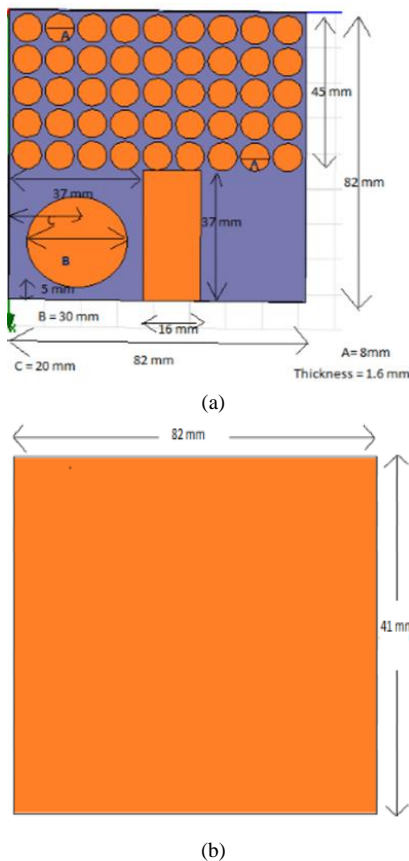 A
45 mm
82 mm
A
37 mm
37 mm
C
B
5 mm
B = 30 mm
16 mm
82 mm
C = 20 mm
A= 8mm
Thickness = 1.6 mm
(a)
82 mm
41 mm
(b)